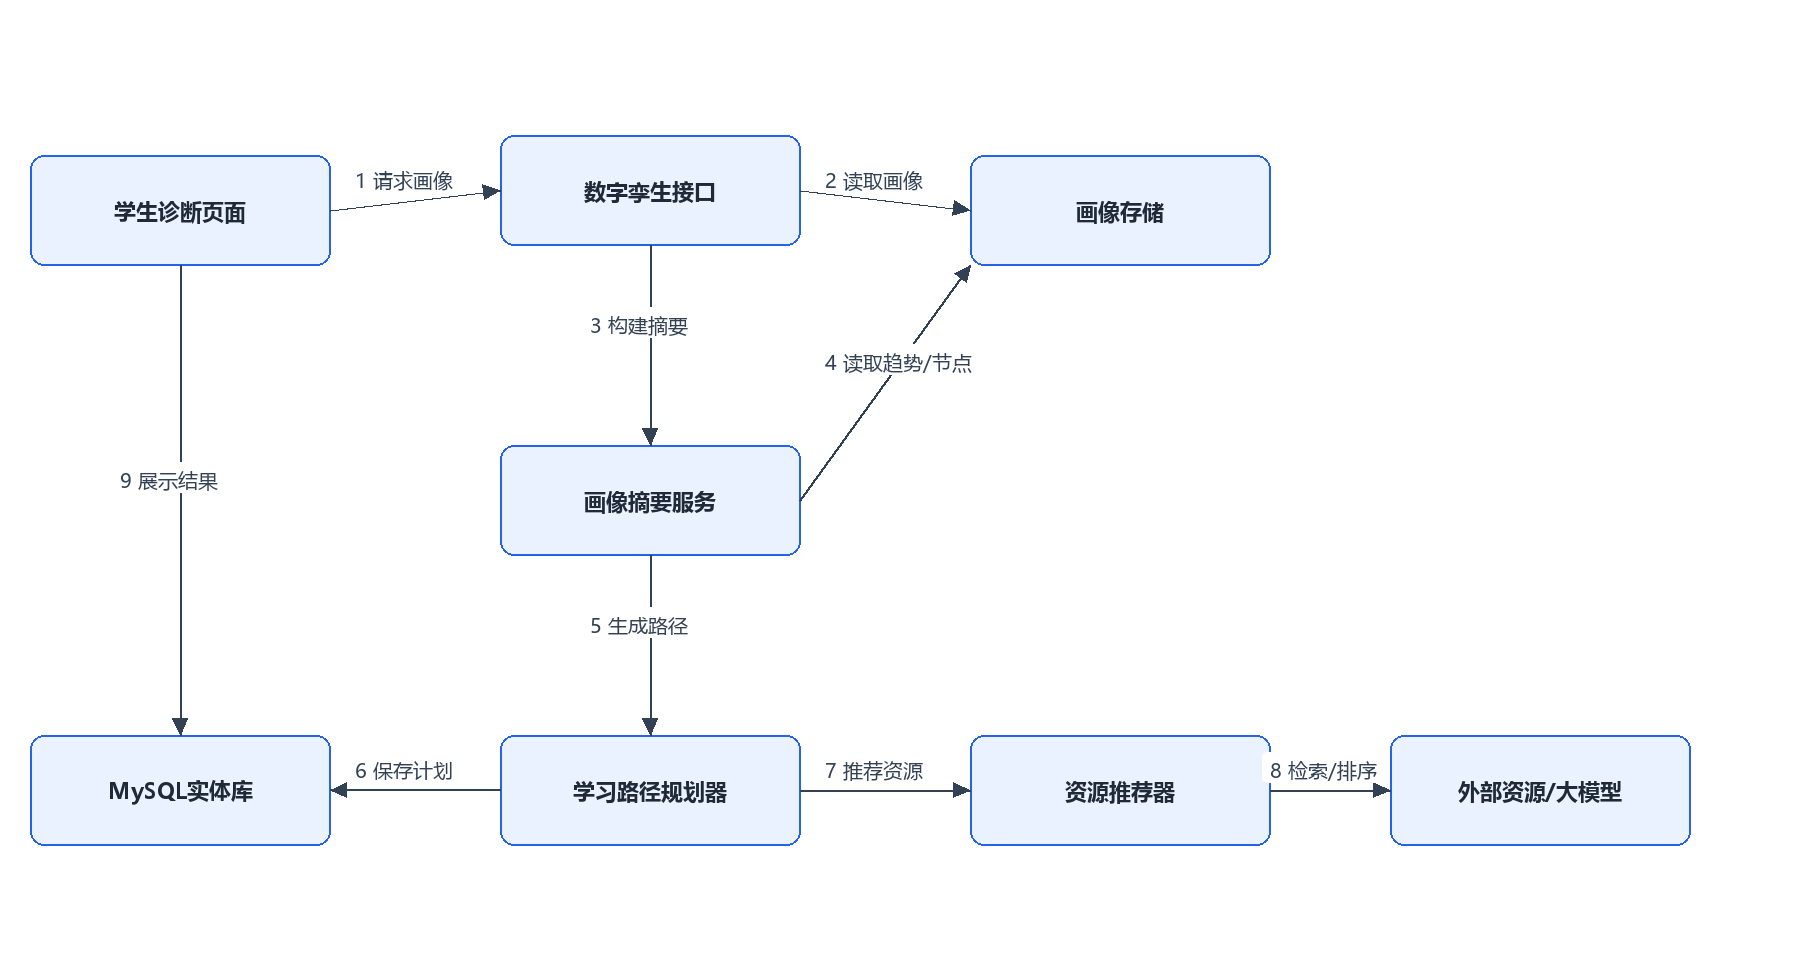 学生诊断页面
1 请求画像
数字孪生接口
2 读取画像
画像存储
3 构建摘要
4 读取趋势/节点
9 展示结果
画像摘要服务
5 生成路径
MySQL实体库
6 保存计划
学习路径规划器
7 推荐资源
资源推荐器
8 检索/排序
外部资源/大模型